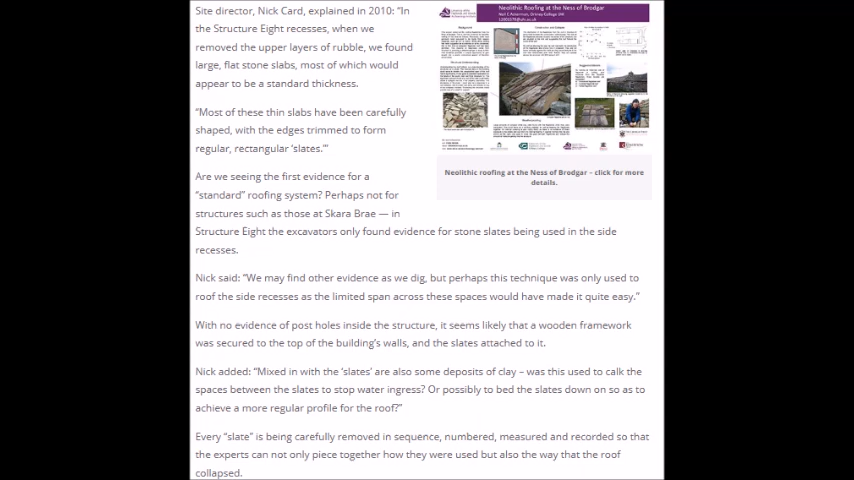 Site director, Nick Card, explained in 2010: “In
the Structure Eight recesses, when we
removed the upper layers of rubble, we found
large, flat stone slabs, most of which would
appear to be a standard thickness.
“Most of these thin slabs have been carefully
shaped, with the edges trimmed to form
regular, rectangular ‘slates.’”
Neolithic Roofing at the Ness of Brodgar
Neolithic roofing at the Ness of Brodgar – click for more
details.
Are we seeing the first evidence for a
“standard” roofing system? Perhaps not for
structures such as those at Skara Brae — in
Structure Eight the excavators only found evidence for stone slates being used in the side
recesses.
Nick said: “We may find other evidence as we dig, but perhaps this technique was only used to
roof the side recesses as the limited span across these spaces would have made it quite easy.”
With no evidence of post holes inside the structure, it seems likely that a wooden framework
was secured to the top of the building’s walls, and the slates attached to it.
Nick added: “Mixed in with the ‘slates’ are also some deposits of clay – was this used to calk the
spaces between the slates to stop water ingress? Or possibly to bed the slates down on so as to
achieve a more regular profile for the roof?”
Every “slate” is being carefully removed in sequence, numbered, measured and recorded so that
the experts can not only piece together how they were used but also the way that the roof
collapsed.